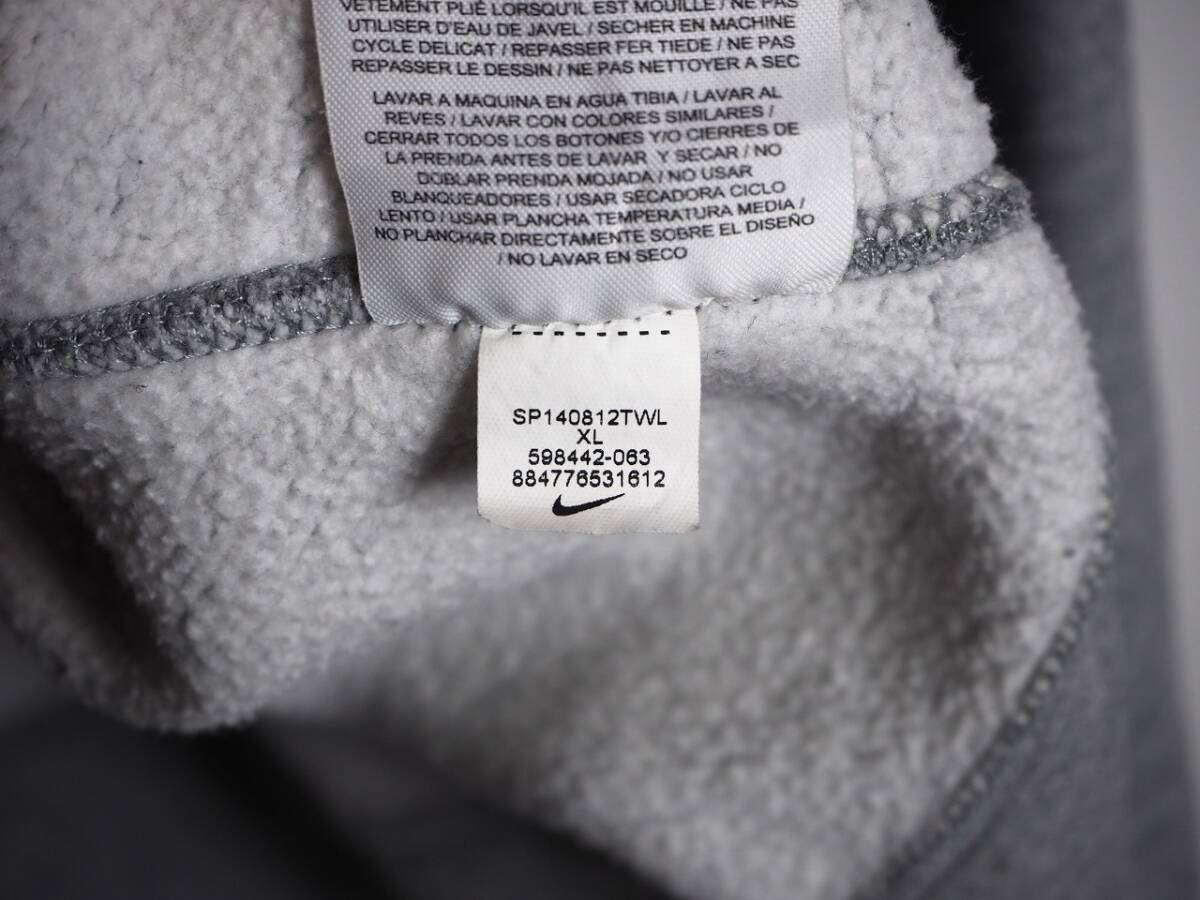 VÊTEMENT PLIÉ LORSQU'IL EST MOUILLÉ / NE PAS
UTILISER D'EAU DE JAVEL / SECHER EN MACHINE
CYCLE DELICAT / REPASSER FER TIEDE / NE PAS
REPASSER LE DESSIN / NE PAS NETTOYER A SEC
LAVAR A MAQUINA EN AGUA TIBIA / LAVAR AL
REVES / LAVAR CON COLORES SIMILARES /
CERRAR TODOS LOS BOTONES Y/O CIERRES DE
LA PRENDA ANTES DE LAVAR Y SECAR / NO
DOBLAR PRENDA MOJADA / NO USAR
BLANQUEADORES / USAR SECADORA CICLO
LENTO / USAR PLANCHA TEMPERATURA MEDIA /
NO PLANCHAR DIRECTAMENTE SOBRE EL DISEÑO
/ NO LAVAR EN SECO
SP140812TWL
XL
598442-063
884776531612